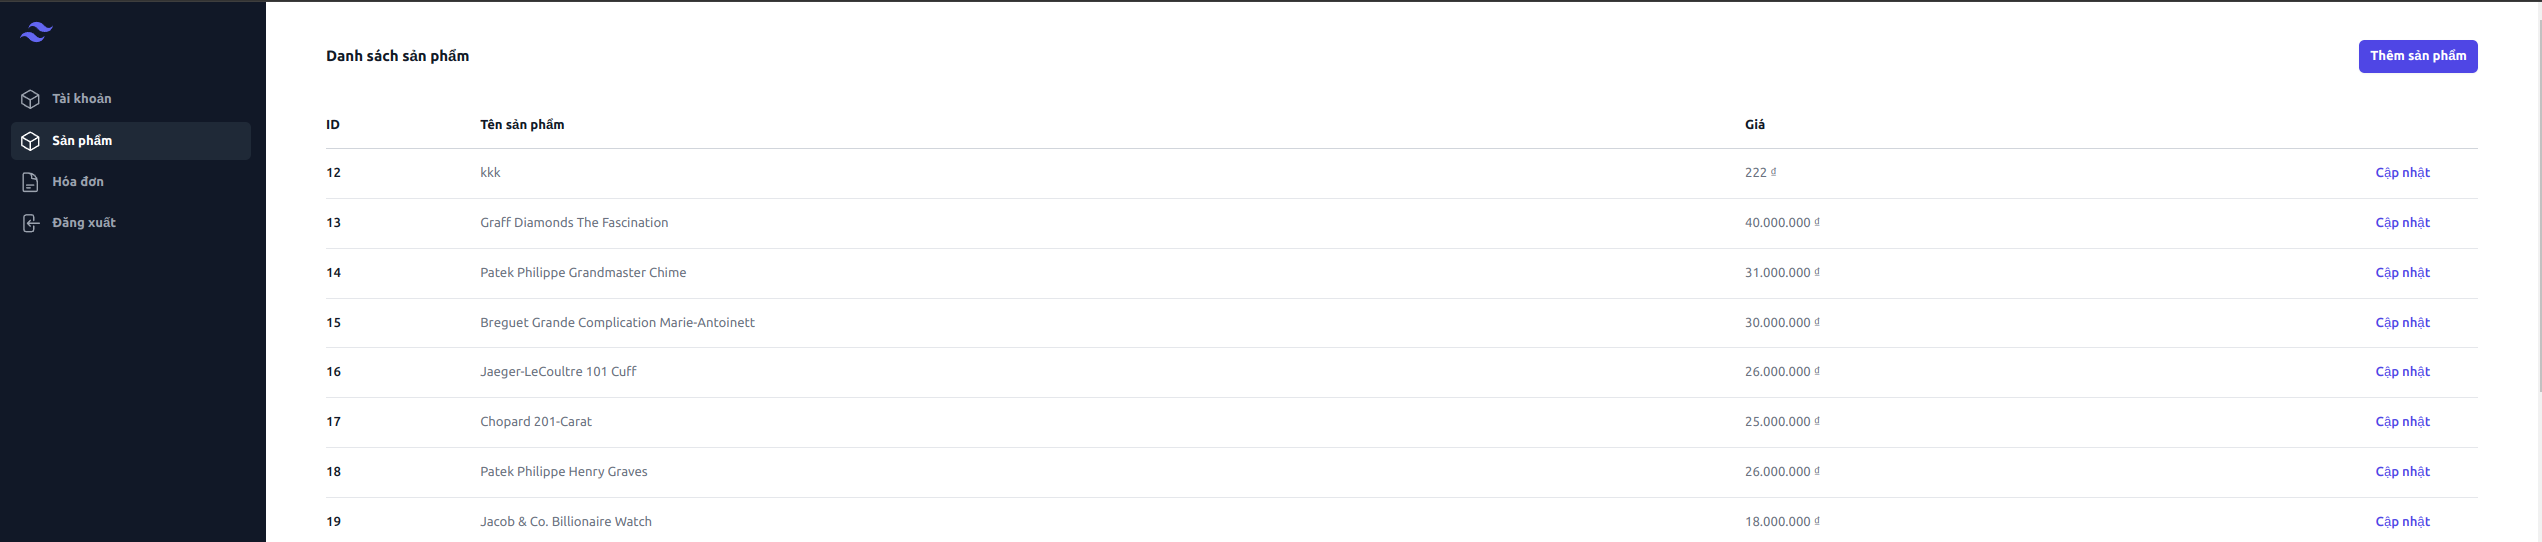 Tài khoản
Sản phẩm
Hóa đơn
Đăng xuất
Danh sách sản phẩm
Thêm sản phẩm
ID Tên sản phẩm Giá
12 kkk 222 ₫ Cập nhật
13 Graff Diamonds The Fascination 40.000.000 ₫ Cập nhật
14 Patek Philippe Grandmaster Chime 31.000.000 ₫ Cập nhật
15 Breguet Grande Complication Marie-Antoinett 30.000.000 ₫ Cập nhật
16 Jaeger-LeCoultre 101 Cuff 26.000.000 ₫ Cập nhật
17 Chopard 201-Carat 25.000.000 ₫ Cập nhật
18 Patek Philippe Henry Graves 26.000.000 ₫ Cập nhật
19 Jacob & Co. Billionaire Watch 18.000.000 ₫ Cập nhật